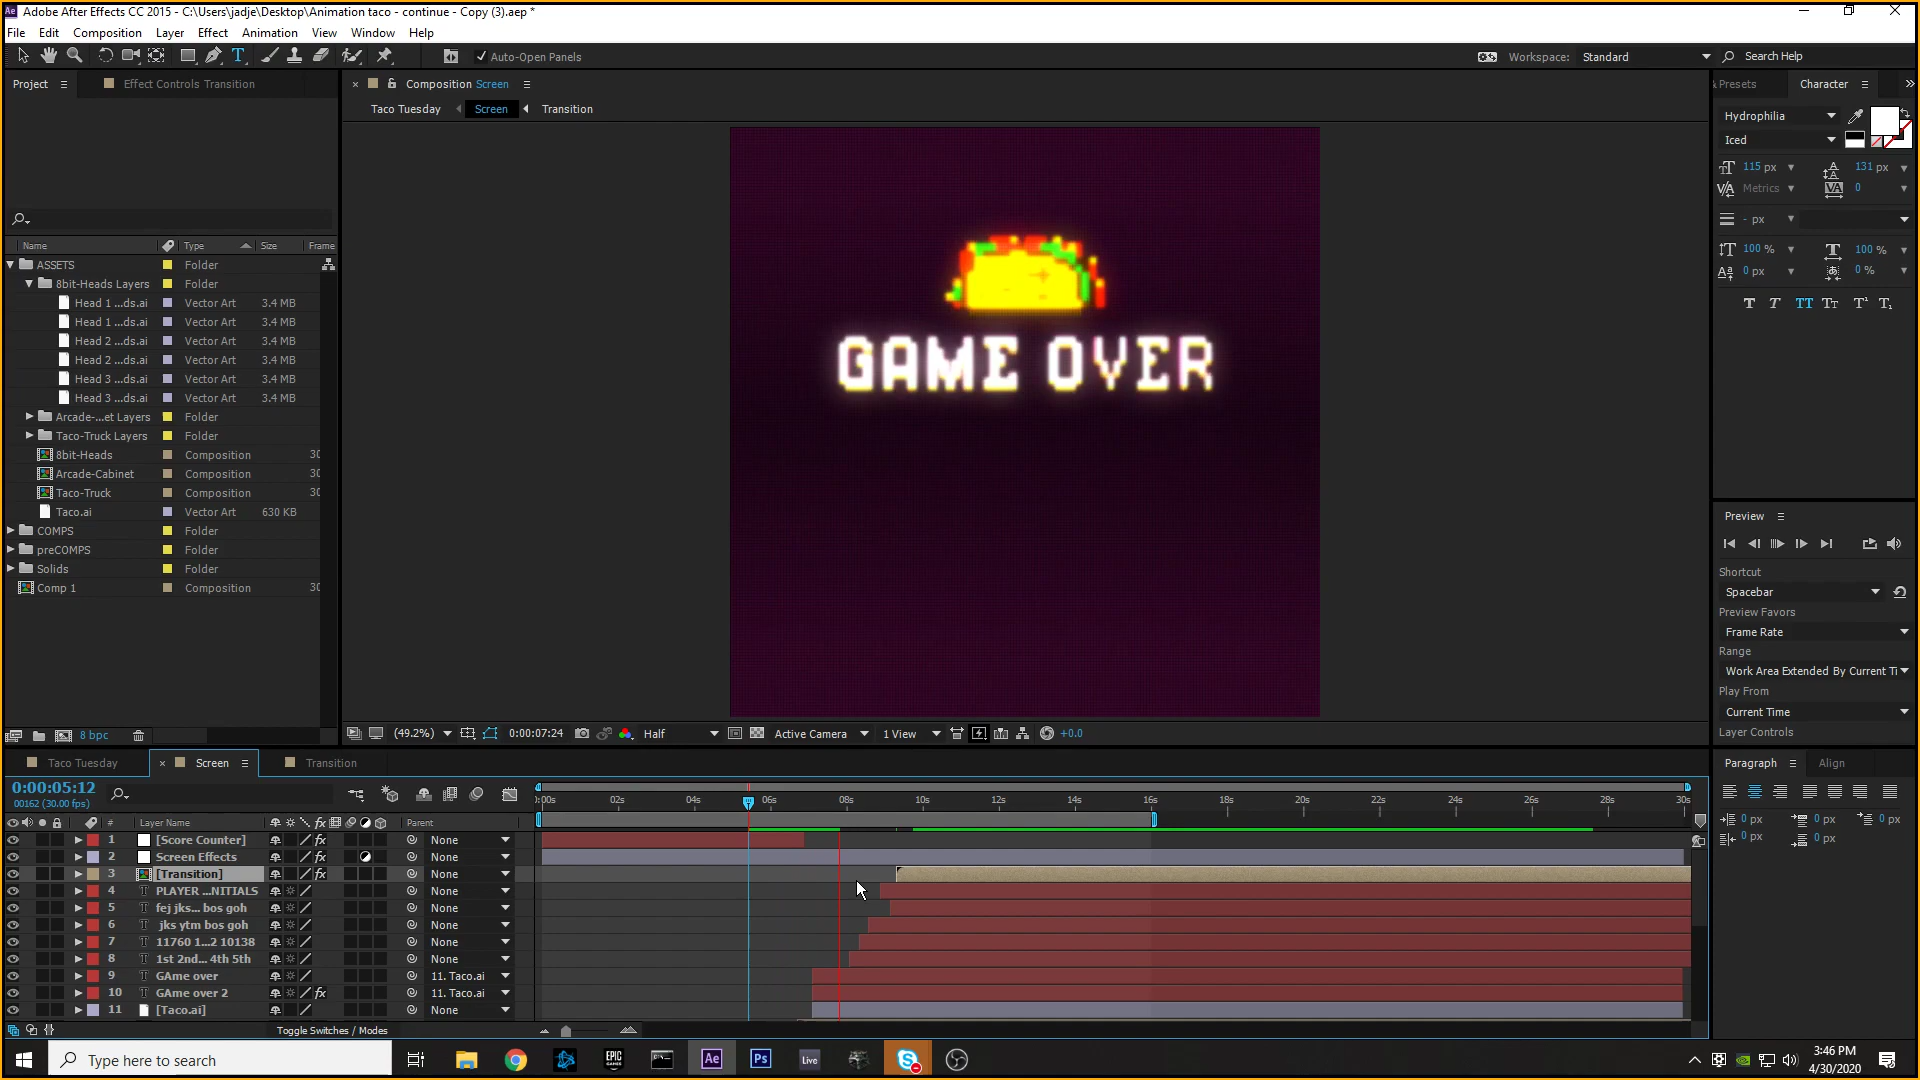 Adobe After Effects CC 2015 - C:\Users\jadje\Desktop\Animation taco - continue - Copy (3).aep *
File Edit Composition Layer Effect Animation View Window Help
Auto-Open Panels
Workspace: Standard
Search Help
Project
Effect Controls Transition
Composition Screen
Taco Tuesday Screen Transition
Presets Character
Hydrophilia
Iced
115 px 131 px
Metrics 0
- px
100 % 100 %
0 px 0 %
Name Type Size Frame
ASSETS Folder
8bit-Heads Layers Folder
Head 1 ...ds.ai Vector Art 3.4 MB
Head 1 ...ds.ai Vector Art 3.4 MB
Head 2 ...ds.ai Vector Art 3.4 MB
Head 2 ...ds.ai Vector Art 3.4 MB
Head 3 ...ds.ai Vector Art 3.4 MB
Head 3 ...ds.ai Vector Art 3.4 MB
Arcade-...et Layers Folder
Taco-Truck Layers Folder
8bit-Heads Composition 30
Arcade-Cabinet Composition 30
Taco-Truck Composition 30
Taco.ai Vector Art 630 KB
COMPS Folder
preCOMPS Folder
Solids Folder
Comp 1 Composition 30
8 bpc
GAME OVER
(49.2%) 0:00:07:24 Half Active Camera 1 View +0.0
Preview
Shortcut
Spacebar
Preview Favors
Frame Rate
Range
Work Area Extended By Current Ti
Play From
Current Time
Layer Controls
Paragraph Align
0 px 0 px 0 px
0 px 0 px
Taco Tuesday Screen Transition
0:00:05:12
00162 (30.00 fps)
:00s 02s 04s 06s 08s 10s 12s 14s 16s 18s 20s 22s 24s 26s 28s 30s
# Layer Name Parent
1 [Score Counter] None
2 Screen Effects None
3 [Transition] None
4 PLAYER ...NITIALS None
5 fej jks... bos goh None
6 jks ytm bos goh None
7 11760 1...2 10138 None
8 1st 2nd... 4th 5th None
9 GAme over 11. Taco.ai
10 GAme over 2 11. Taco.ai
11 [Taco.ai] None
Toggle Switches / Modes
Type here to search
EPIC GAMES
Ae
Ps
Live
3:46 PM
4/30/2020